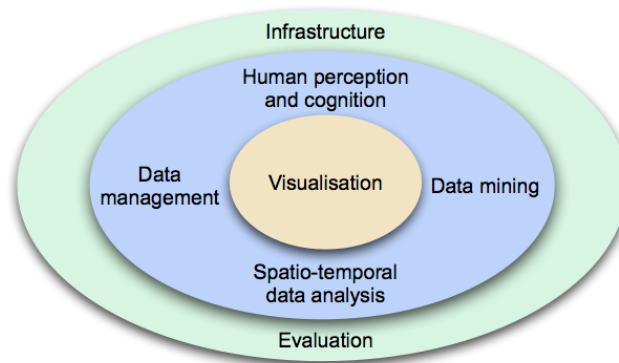 Infrastructure
Human perception
and cognition
Data
management
Visualisation
Data mining
Spatio-temporal
data analysis
Evaluation